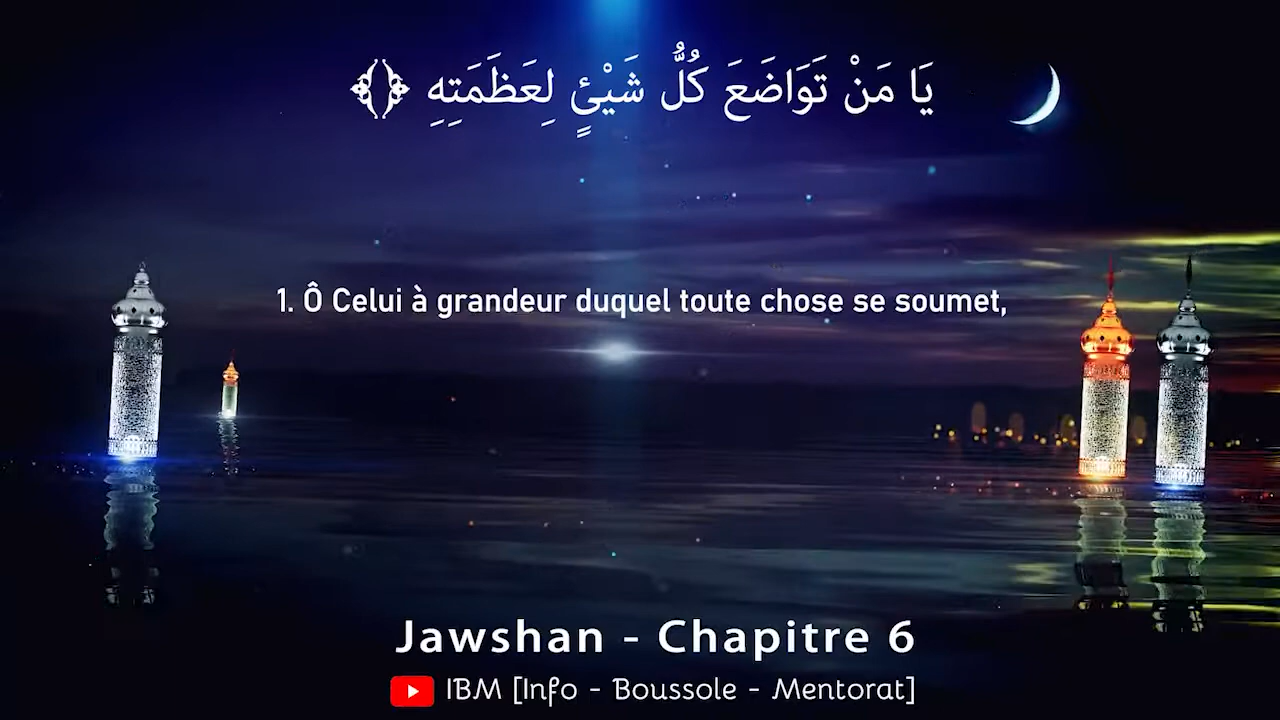 يَا مَنْ تَوَاضَعَ كُلُّ شَيْئٍ لِعَظَمَتِهِ ﴿﴾
1. Ô Celui à grandeur duquel toute chose se soumet,
Jawshan - Chapitre 6
IBM [Info - Boussole - Mentorat]